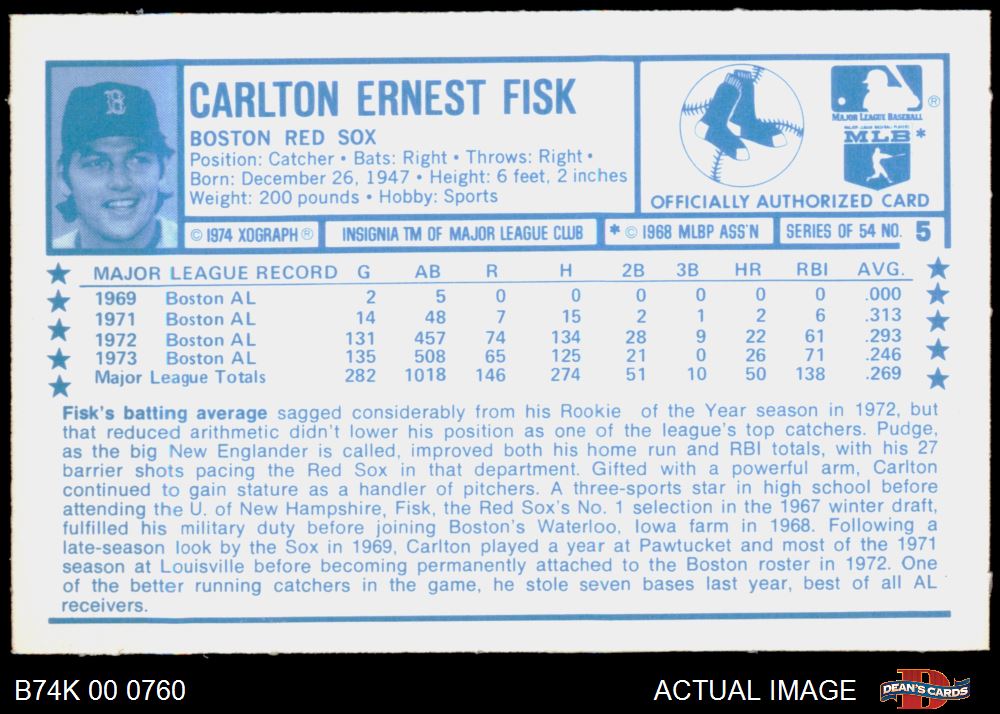 B
CARLTON ERNEST FISK
BOSTON RED SOX
Position: Catcher • Bats: Right • Throws: Right •
Born: December 26, 1947 • Height: 6 feet, 2 inches
Weight: 200 pounds • Hobby: Sports
®
MAJOR LEAGUE BASEBALL
MAJOR LEAGUE BASEBALL PLAYERS
MLB *
OFFICIALLY AUTHORIZED CARD
© 1974 XOGRAPH ® INSIGNIA TM OF MAJOR LEAGUE CLUB * © 1968 MLBP ASS'N SERIES OF 54 NO. 5
MAJOR LEAGUE RECORD G AB R H 2B 3B HR RBI AVG.
1969 Boston AL 2 5 0 0 0 0 0 0 .000
1971 Boston AL 14 48 7 15 2 1 2 6 .313
1972 Boston AL 131 457 74 134 28 9 22 61 .293
1973 Boston AL 135 508 65 125 21 0 26 71 .246
Major League Totals 282 1018 146 274 51 10 50 138 .269
Fisk's batting average sagged considerably from his Rookie of the Year season in 1972, but
that reduced arithmetic didn't lower his position as one of the league's top catchers. Pudge,
as the big New Englander is called, improved both his home run and RBI totals, with his 27
barrier shots pacing the Red Sox in that department. Gifted with a powerful arm, Carlton
continued to gain stature as a handler of pitchers. A three-sports star in high school before
attending the U. of New Hampshire, Fisk, the Red Sox's No. 1 selection in the 1967 winter draft,
fulfilled his military duty before joining Boston's Waterloo, Iowa farm in 1968. Following a
late-season look by the Sox in 1969, Carlton played a year at Pawtucket and most of the 1971
season at Louisville before becoming permanently attached to the Boston roster in 1972. One
of the better running catchers in the game, he stole seven bases last year, best of all AL
receivers.
B74K 00 0760
ACTUAL IMAGE
D
DEAN'S CARDS